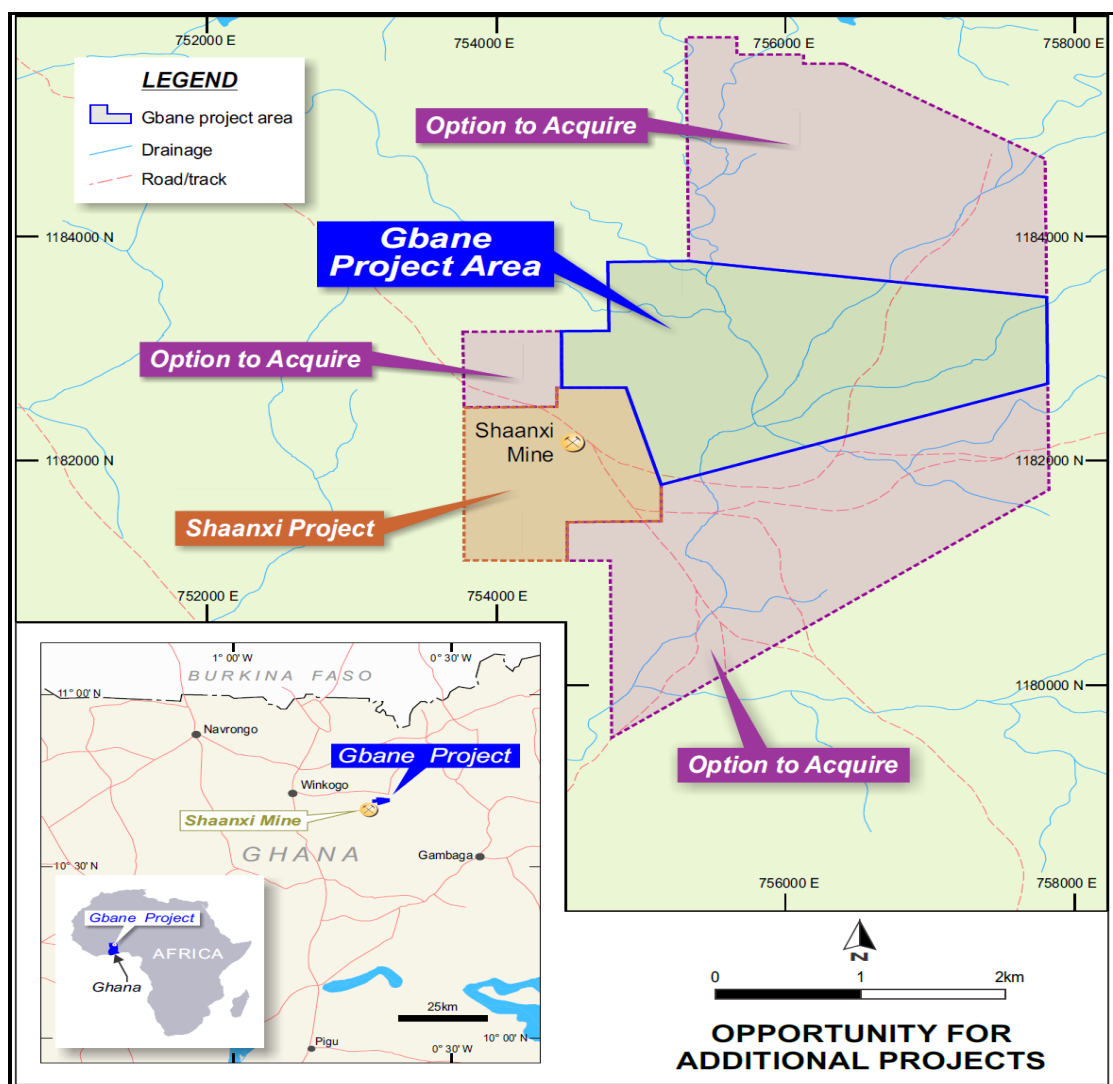 752000 E
754000 E
756000 E
758000 E
LEGEND
Gbane project area
Drainage
Road/track
Option to Acquire
1184000 N
1184000 N
Gbane
Project Area
Option to Acquire
Shaanxi
Mine
1182000 N
1182000 N
Shaanxi Project
752000 E
754000 E
1180000 N
Option to Acquire
756000 E
758000 E
1° 00' W
0° 30' W
BURKINA FASO
11° 00' N
Navrongo
Gbane Project
Winkogo
Shaanxi Mine
GHANA
Gambaga
10° 30' N
Gbane Project
AFRICA
Ghana
25km
10° 00' N
Pigu
0° 30' W
N
0
1
2km
OPPORTUNITY FOR
ADDITIONAL PROJECTS